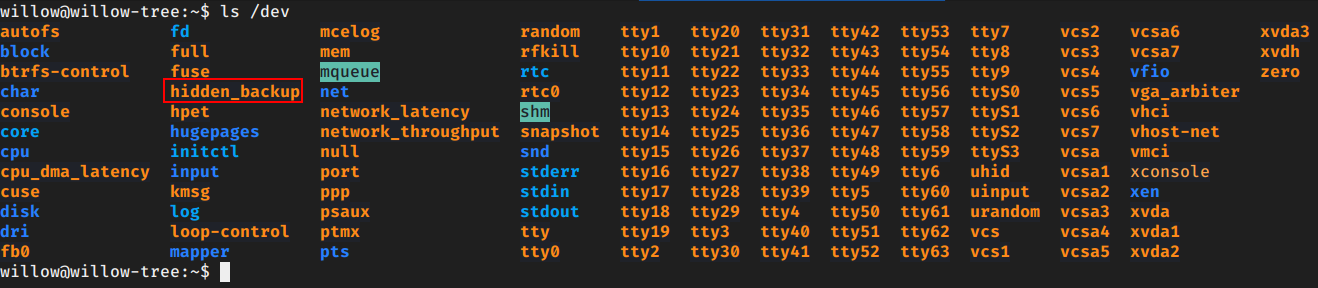 willow@willow-tree:~$ ls /dev
autofs fd mcelog random tty1 tty20 tty31 tty42 tty53 tty7 vcs2 vcsa6 xvda3
block full mem rfkill tty10 tty21 tty32 tty43 tty54 tty8 vcs3 vcsa7 xvdh
btrfs-control fuse mqueue rtc tty11 tty22 tty33 tty44 tty55 tty9 vcs4 vfio zero
char hidden_backup net rtc0 tty12 tty23 tty34 tty45 tty56 ttyS0 vcs5 vga_arbiter
console hpet network_latency shm tty13 tty24 tty35 tty46 tty57 ttyS1 vcs6 vhci
core hugepages network_throughput snapshot tty14 tty25 tty36 tty47 tty58 ttyS2 vcs7 vhost-net
cpu initctl null snd tty15 tty26 tty37 tty48 tty59 ttyS3 vcsa vmci
cpu_dma_latency input port stderr tty16 tty27 tty38 tty49 tty6 uhid vcsa1 xconsole
cuse kmsg ppp stdin tty17 tty28 tty39 tty5 tty60 uinput vcsa2 xen
disk log psaux stdout tty18 tty29 tty4 tty50 tty61 urandom vcsa3 xvda
dri loop-control ptmx tty tty19 tty3 tty40 tty51 tty62 vcs vcsa4 xvda1
fb0 mapper pts tty0 tty2 tty30 tty41 tty52 tty63 vcs1 vcsa5 xvda2
willow@willow-tree:~$